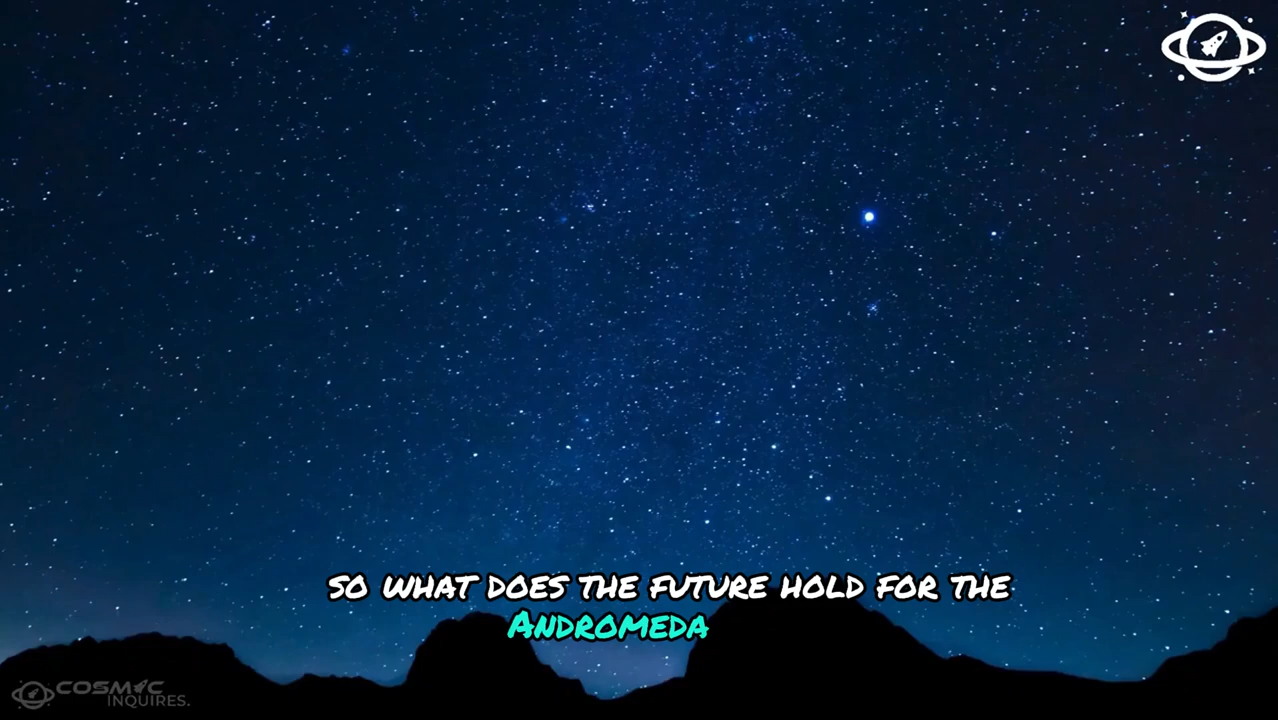 SO WHAT DOES THE FUTURE HOLD FOR THE
ANDROMEDA
COSMIC
INQUIRES.